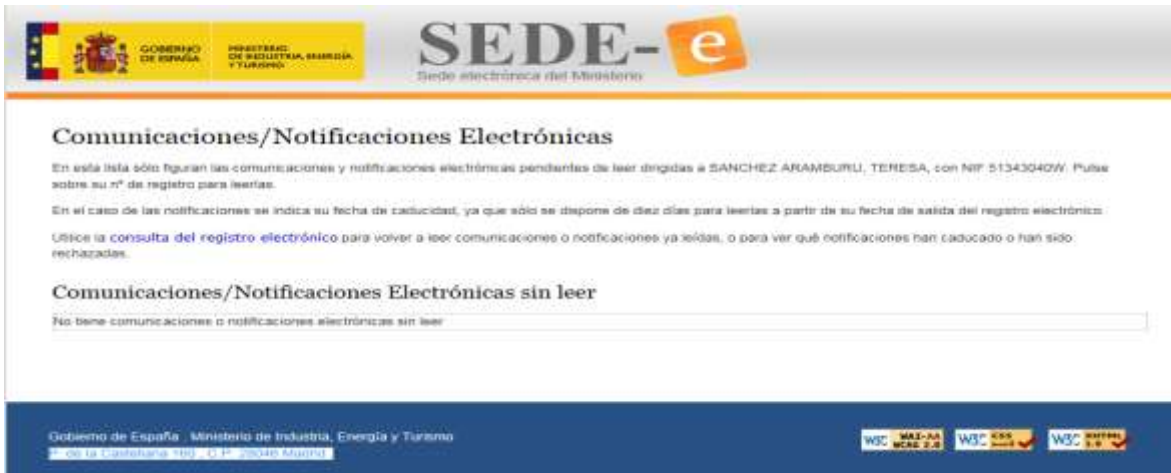 GOBIERNO
DE ESPAÑA
MINISTERIO
DE INDUSTRIA, ENERGÍA
Y TURISMO
SEDE-e
Sede electrónica del Ministerio
Comunicaciones/Notificaciones Electrónicas
En esta lista sólo figuran las comunicaciones y notificaciones electrónicas pendientes de leer dirigidas a SANCHEZ ARAMBURU, TERESA, con NIF 51343040W. Pulse
sobre su nº de registro para leerlas.
En el caso de las notificaciones se indica su fecha de caducidad, ya que sólo se dispone de diez días para leerlas a partir de su fecha de salida del registro electrónico
Utilice la consulta del registro electrónico para volver a leer comunicaciones o notificaciones ya leídas, o para ver qué notificaciones han caducado o han sido
rechazadas.
Comunicaciones/Notificaciones Electrónicas sin leer
No tiene comunicaciones o notificaciones electrónicas sin leer
Gobierno de España . Ministerio de Industria, Energía y Turismo
P. de la Castellana 160 . C.P. 28046 Madrid
W3C WAI-AA WCAG 2.0
W3C CSS
W3C XHTML 1.0